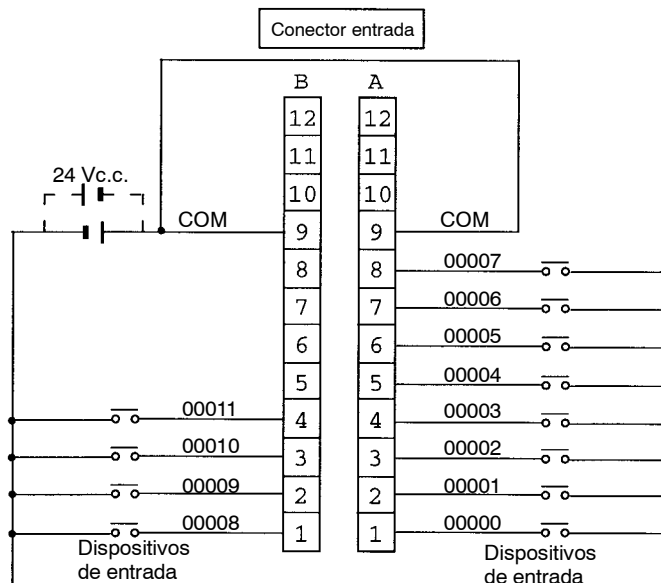 Conector entrada
B A
12 12
11 11
24 Vc.c.
10 10
COM 9 9 COM
8 8 00007
7 7 00006
6 6 00005
5 5 00004
00011 4 4 00003
00010 3 3 00002
00009 2 2 00001
00008 1 1 00000
Dispositivos
de entrada
Dispositivos
de entrada